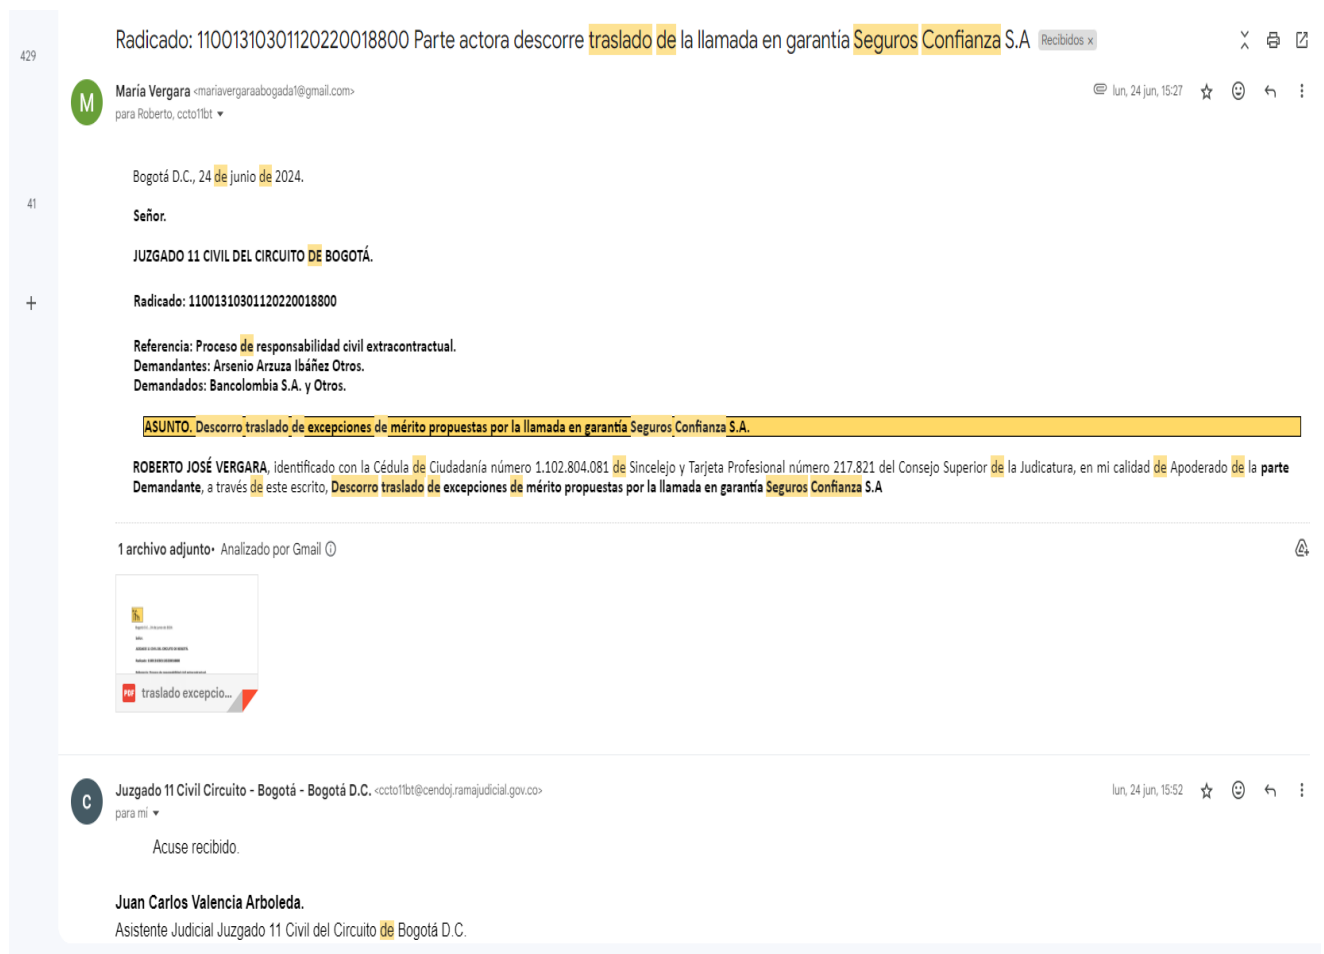 Radicado: 11001310301120220018800 Parte actora descorre traslado de la llamada en garantía Seguros Confianza S.A Recibidos x
429
María Vergara <mariavergaraabogada1@gmail.com>
lun, 24 jun, 15:27
para Roberto, ccto11bt
Bogotá D.C., 24 de junio de 2024.
41
Señor.
JUZGADO 11 CIVIL DEL CIRCUITO DE BOGOTÁ.
Radicado: 11001310301120220018800
Referencia: Proceso de responsabilidad civil extracontractual.
Demandantes: Arsenio Arzuza Ibáñez Otros.
Demandados: Bancolombia S.A. y Otros.
ASUNTO. Descorro traslado de excepciones de mérito propuestas por la llamada en garantía Seguros Confianza S.A.
ROBERTO JOSÉ VERGARA, identificado con la Cédula de Ciudadanía número 1.102.804.081 de Sincelejo y Tarjeta Profesional número 217.821 del Consejo Superior de la Judicatura, en mi calidad de Apoderado de la parte
Demandante, a través de este escrito, Descorro traslado de excepciones de mérito propuestas por la llamada en garantía Seguros Confianza S.A
1 archivo adjunto• Analizado por Gmail
PDF traslado excepcio...
Juzgado 11 Civil Circuito - Bogotá - Bogotá D.C. <ccto11bt@cendoj.ramajudicial.gov.co>
lun, 24 jun, 15:52
para mí
Acuse recibido.
Juan Carlos Valencia Arboleda.
Asistente Judicial Juzgado 11 Civil del Circuito de Bogotá D.C.